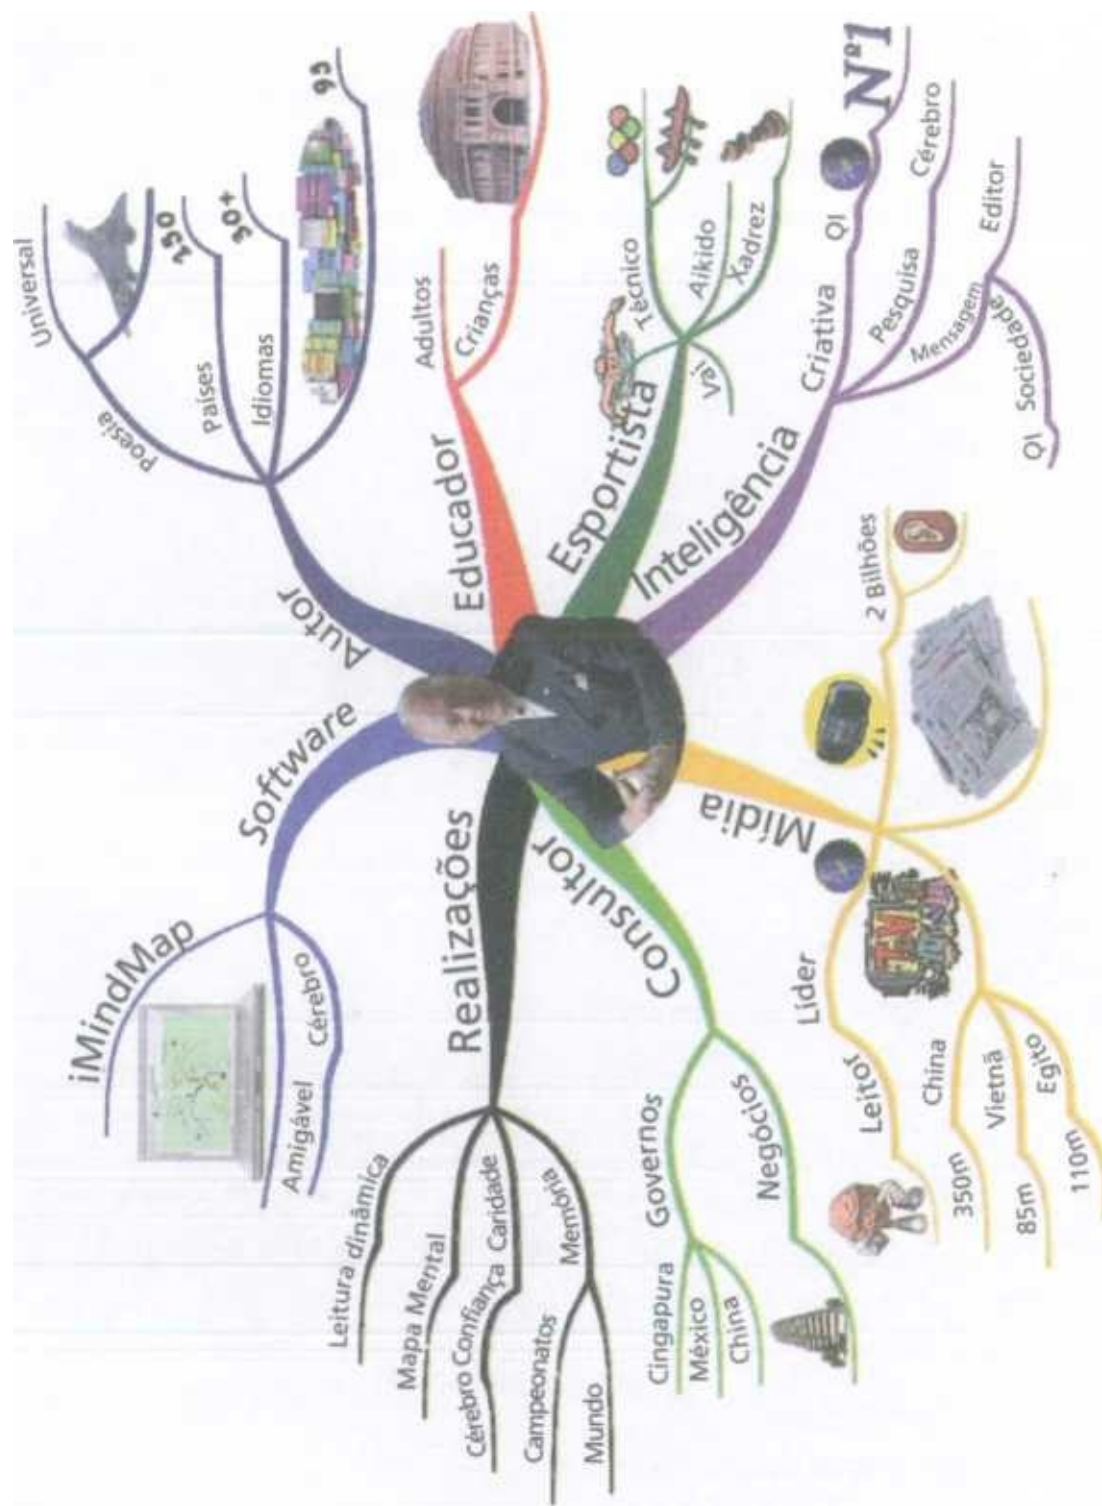 Autor
Poesia
Universal
Países
150
Idiomas
30+
95
Educador
Adultos
Crianças
Esportista
Técnico
Aikido
Xadrez
Vai
Inteligência
Criativa
QI
Nº1
Pesquisa
Cérebro
Mensagem
Editor
Sociedade
QI
Mídia
2 Bilhões
Egito
110m
Vietnã
85m
China
350m
Líder
Leitor
Consultor
Negócios
Governos
China
México
Cingapura
Realizações
Memória
Mundo
Campeonatos
Caridade
Cérebro Confiança
Mapa Mental
Leitura dinâmica
Software
Cérebro
Amigável
iMindMap